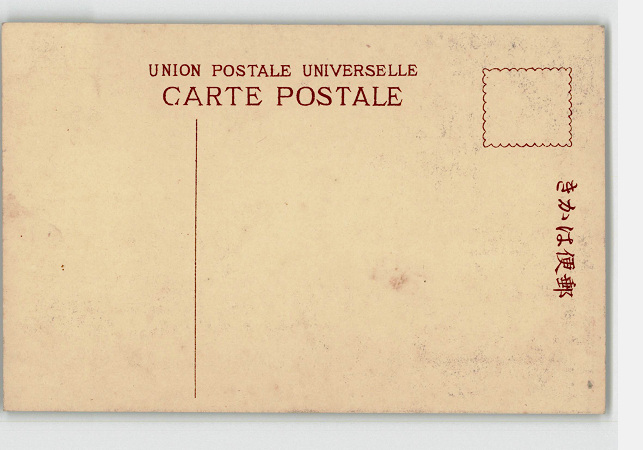 UNION POSTALE UNIVERSELLE
CARTE POSTALE
きかは便郵